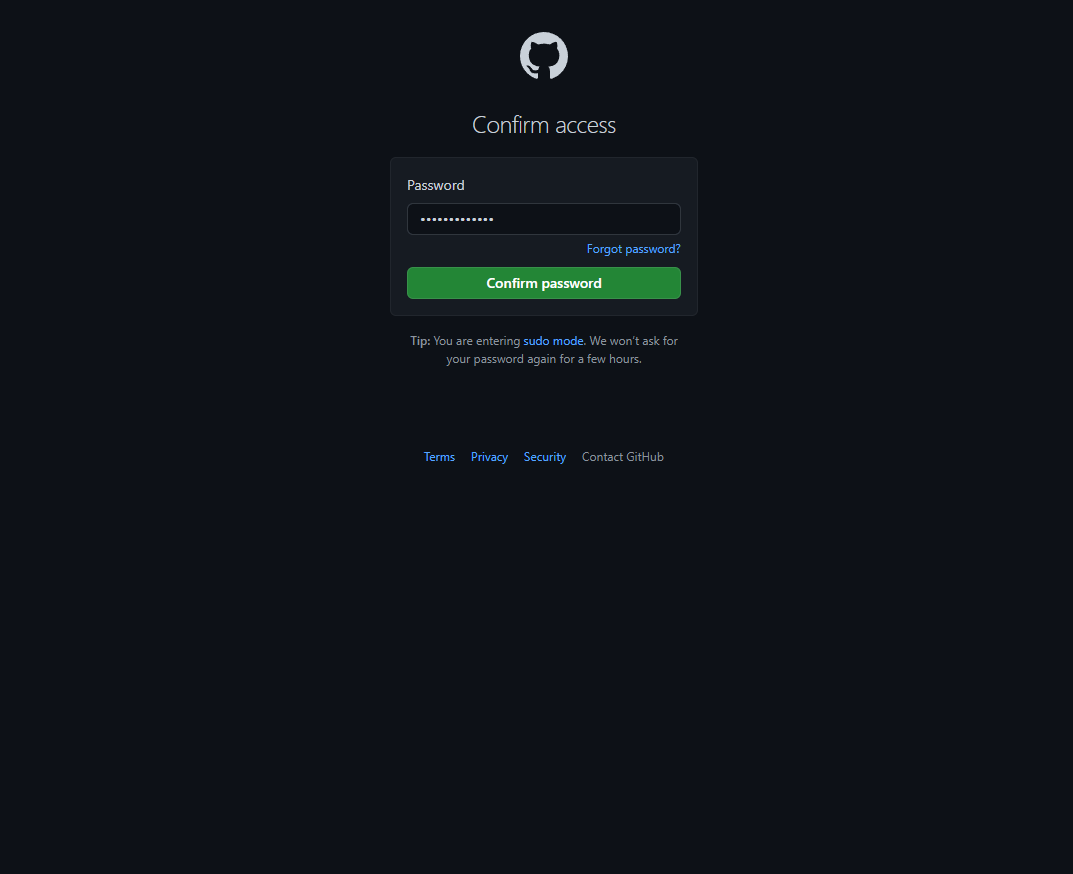 Confirm access
Password
•••••••••••••
Forgot password?
Confirm password
Tip: You are entering sudo mode. We won't ask for
your password again for a few hours.
Terms Privacy Security Contact GitHub